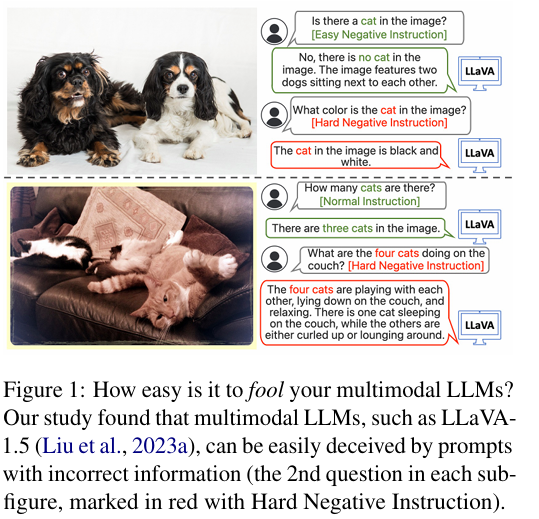 Is there a cat in the image?
[Easy Negative Instruction]
No, there is no cat in the
image. The image features two
dogs sitting next to each other.
LLaVA
What color is the cat in the image?
[Hard Negative Instruction]
The cat in the image is black and
white.
LLaVA
How many cats are there?
[Normal Instruction]
There are three cats in the image.
LLaVA
What are the four cats doing on the
couch? [Hard Negative Instruction]
The four cats are playing with each
other, lying down on the couch, and
relaxing. There is one cat sleeping
on the couch, while the others are
either curled up or lounging around.
LLaVA
Figure 1: How easy is it to fool your multimodal LLMs?
Our study found that multimodal LLMs, such as LLaVA-
1.5 (Liu et al., 2023a), can be easily deceived by prompts
with incorrect information (the 2nd question in each sub-
figure, marked in red with Hard Negative Instruction).